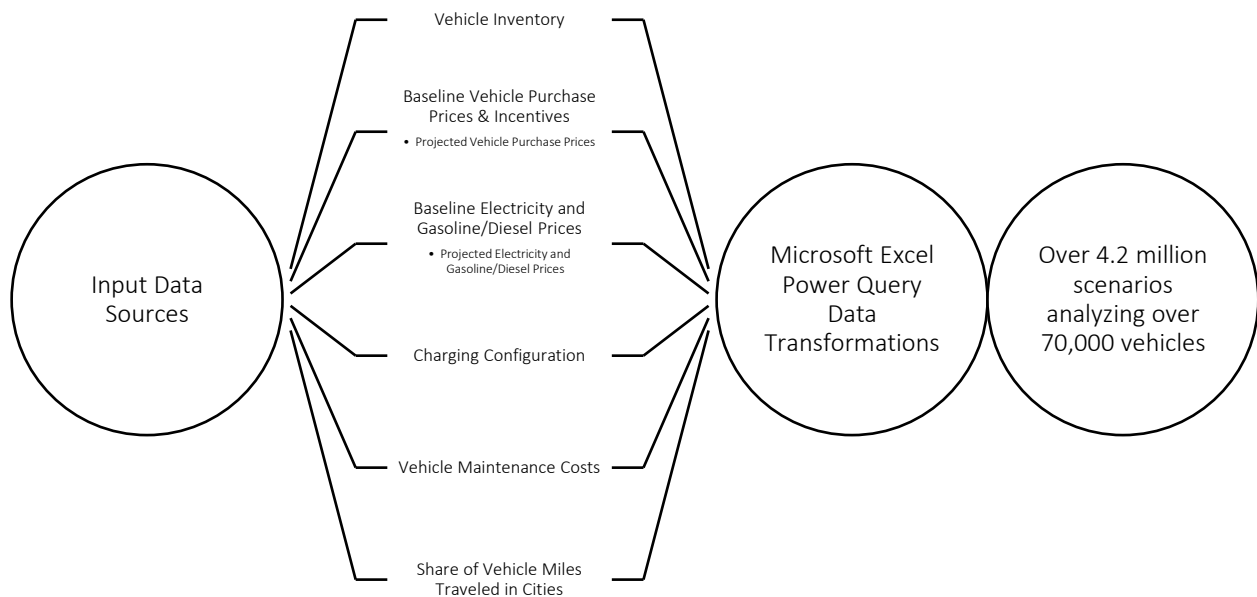 Input Data
Sources
Vehicle Inventory
Baseline Vehicle Purchase
Prices & Incentives
• Projected Vehicle Purchase Prices
Baseline Electricity and
Gasoline/Diesel Prices
• Projected Electricity and
Gasoline/Diesel Prices
Charging Configuration
Vehicle Maintenance Costs
Share of Vehicle Miles
Traveled in Cities
Microsoft Excel
Power Query
Data
Transformations
Over 4.2 million
scenarios
analyzing over
70,000 vehicles